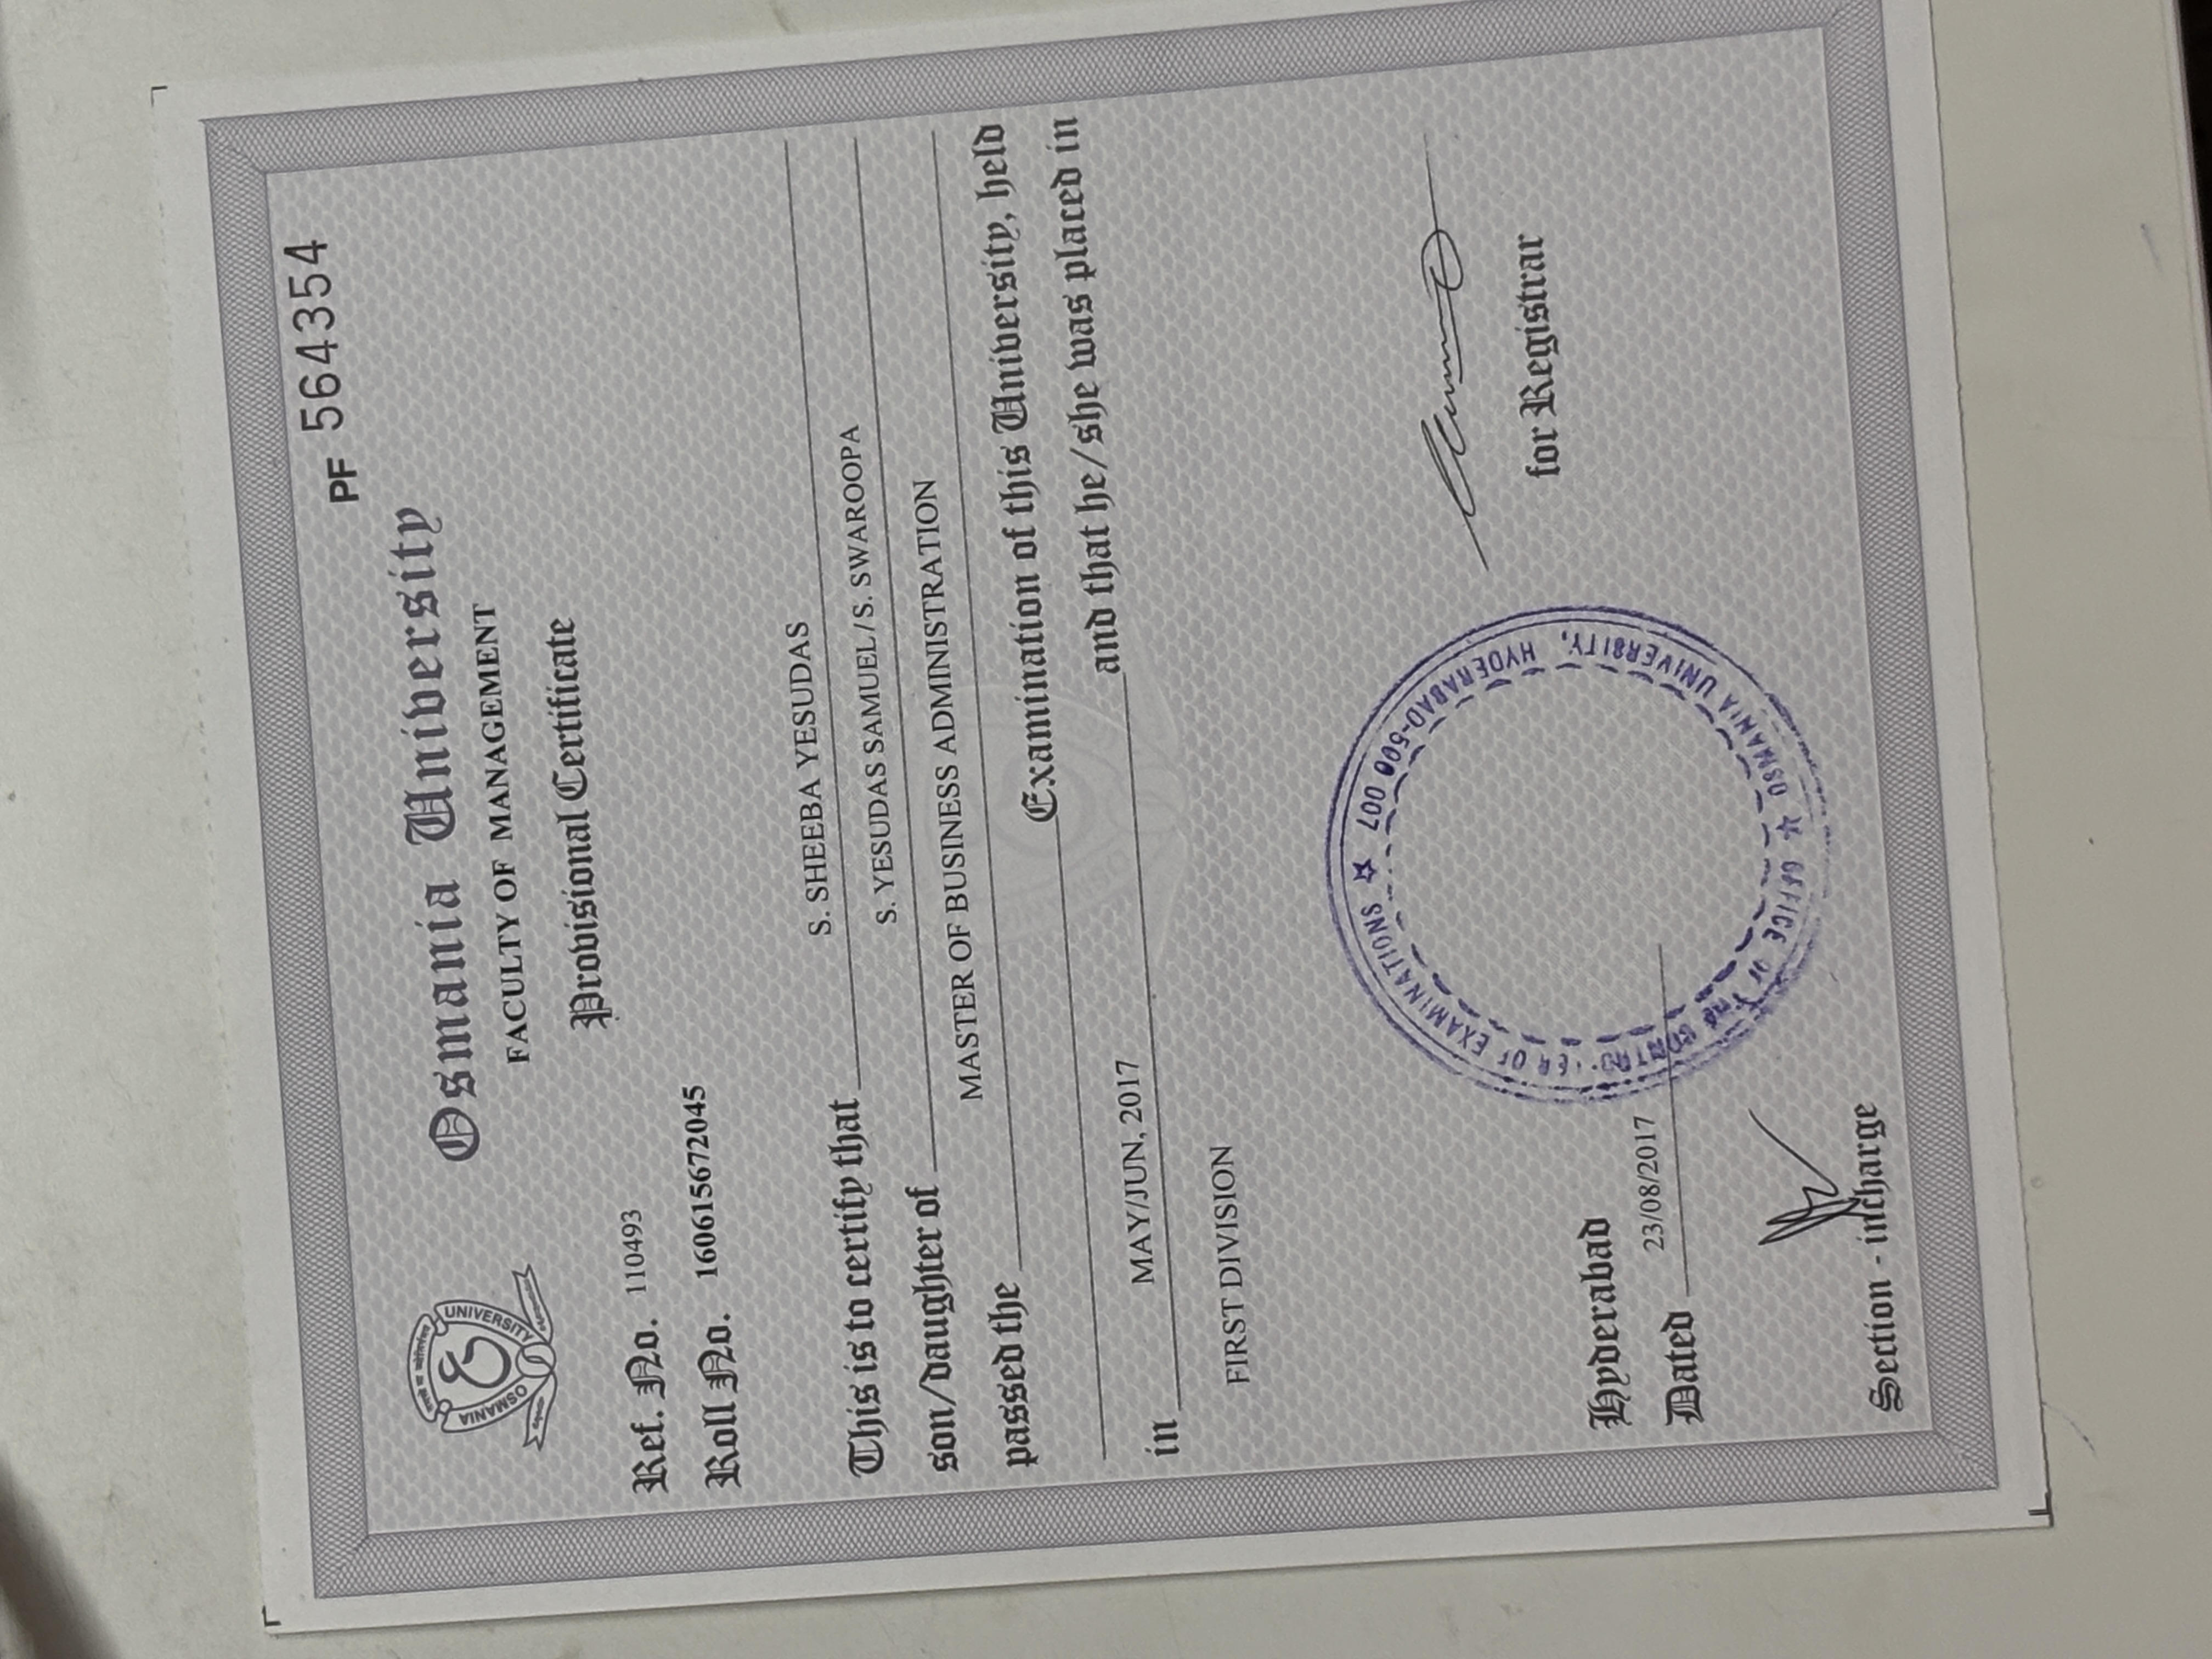 PF 564354
OSMANIA UNIVERSITY
Osmania University
FACULTY OF MANAGEMENT
Provisional Certificate
Ref. No. 110493
Roll No. 160615672045
This is to certify that S. SHEEBA YESUDAS
son/daughter of S. YESUDAS SAMUEL/S. SWAROOPA
passed the MASTER OF BUSINESS ADMINISTRATION
Examination of this University, held
in MAY/JUN, 2017 and that he/she was placed in
FIRST DIVISION
Hyderabad
Dated 23/08/2017
Section - incharge
OFFICE OF THE CONTROLLER OF EXAMINATIONS ☆ OSMANIA UNIVERSITY, HYDERABAD-500 007 ☆
for Registrar